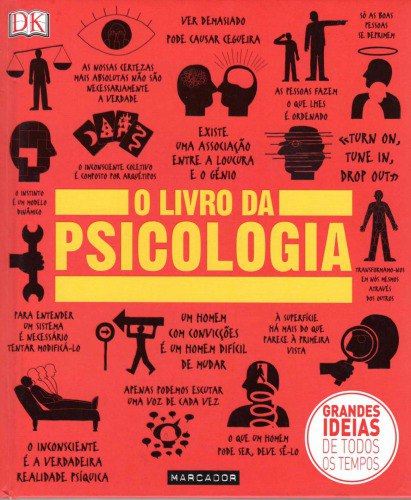 DK
VER DEMASIADO
PODE CAUSAR CEGUEIRA
SÓ AS BOAS
PESSOAS
SE DEPRIMEM
AS NOSSAS CERTEZAS
MAIS ABSOLUTAS NÃO SÃO
NECESSARIAMENTE
A VERDADE
AS PESSOAS FAZEM
O QUE LHES
É ORDENADO
EXISTE
UMA ASSOCIAÇÃO
ENTRE A LOUCURA
E O GÉNIO
«TURN ON,
TUNE IN,
DROP OUT»
O INCONSCIENTE COLETIVO
É COMPOSTO POR ARQUÉTIPOS
O INSTINTO
É UM MODELO
DINÂMICO
O LIVRO DA
PSICOLOGIA
TRANSFORMAMO-NOS
EM NÓS MESMOS
ATRAVÉS
DOS OUTROS
PARA ENTENDER
UM SISTEMA
É NECESSÁRIO
TENTAR MODIFICÁ-LO
UM HOMEM
COM CONVICÇÕES
É UM HOMEM DIFÍCIL
DE MUDAR
À SUPERFÍCIE
HÁ MAIS DO QUE
PARECE À PRIMEIRA
VISTA
APENAS PODEMOS ESCUTAR
UMA VOZ DE CADA VEZ
GRANDES
IDEIAS
DE TODOS
OS TEMPOS
O INCONSCIENTE
É A VERDADEIRA
REALIDADE PSÍQUICA
O QUE UM HOMEM
PODE SER, DEVE SÊ-LO
MARCADOR